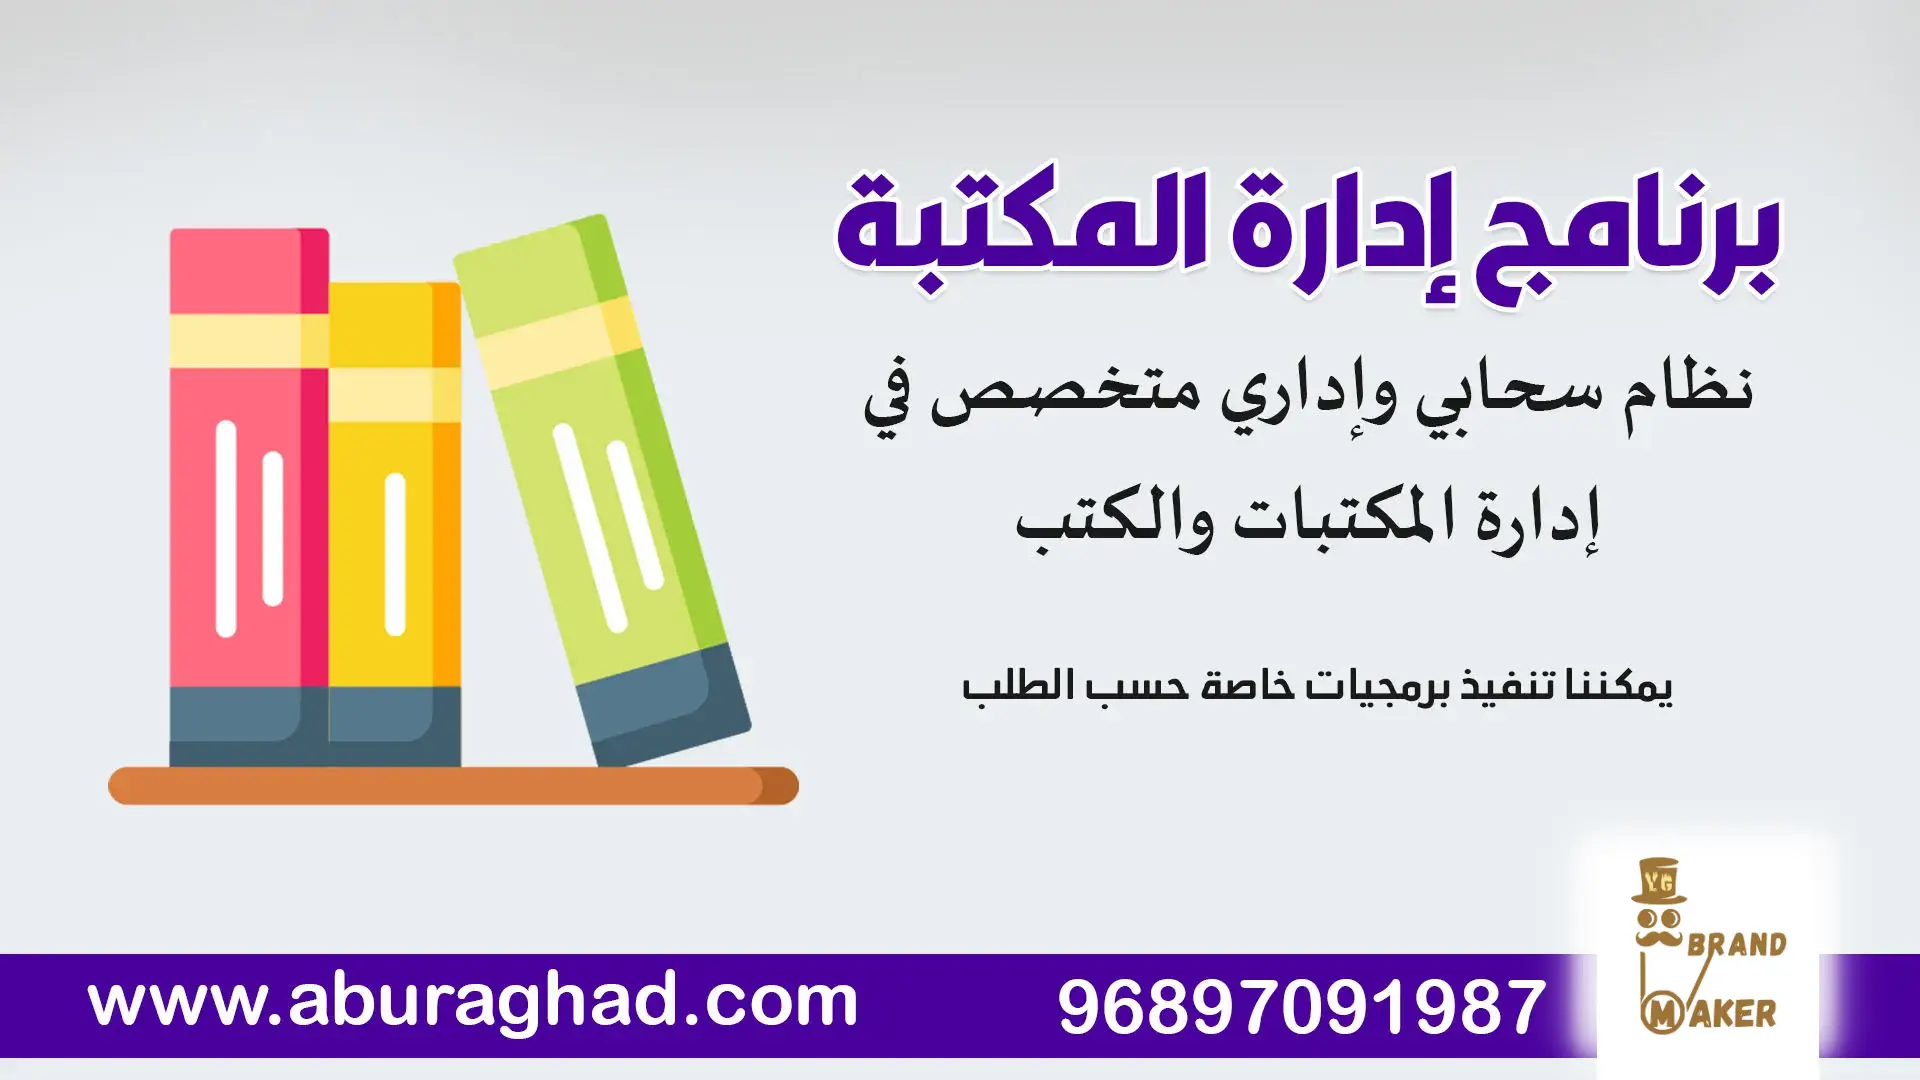 برنامج إدارة المكتبة
نظام سحابي وإداري متخصص في
إدارة المكتبات والكتب
يمكننا تنفيذ برمجيات خاصة حسب الطلب
www.aburaghad.com
96897091987
YG
BRAND
MAKER